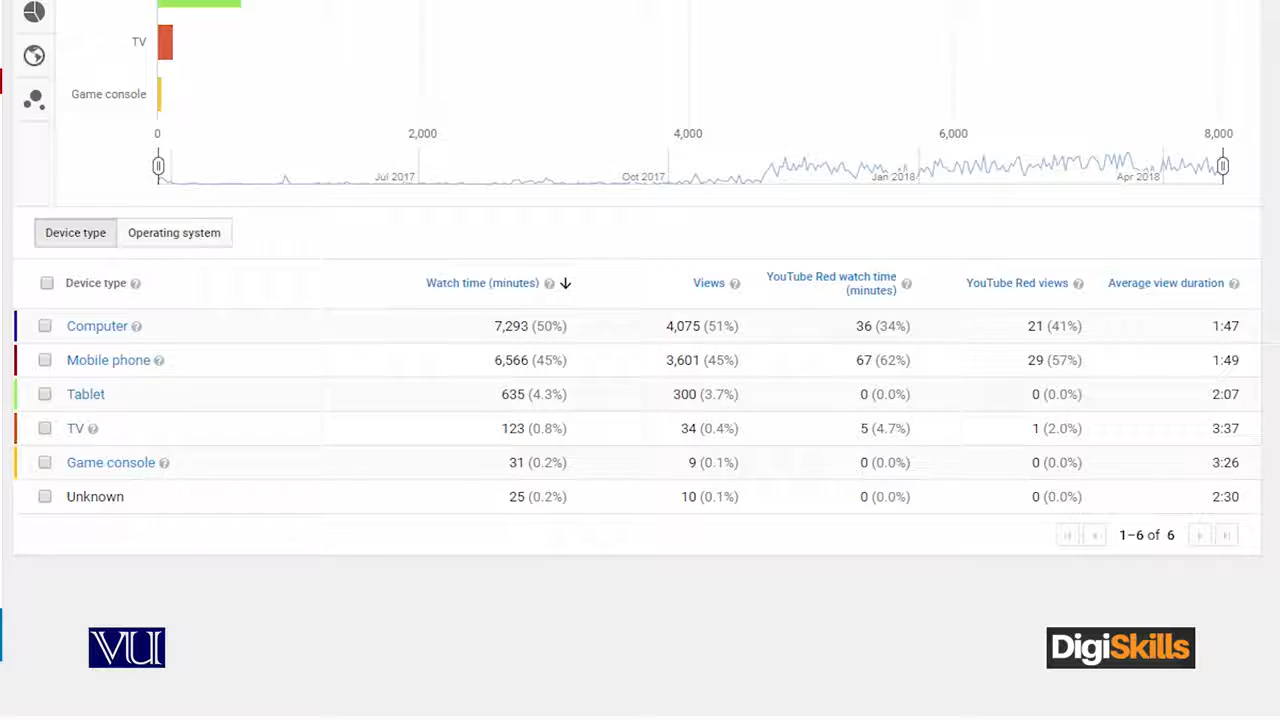 TV
Game console
0 2,000 4,000 6,000 8,000
Jul 2017 Oct 2017 Jan 2018 Apr 2018
Device type Operating system
Device type Watch time (minutes) Views YouTube Red watch time (minutes) YouTube Red views Average view duration
Computer 7,293 (50%) 4,075 (51%) 36 (34%) 21 (41%) 1:47
Mobile phone 6,566 (45%) 3,601 (45%) 67 (62%) 29 (57%) 1:49
Tablet 635 (4.3%) 300 (3.7%) 0 (0.0%) 0 (0.0%) 2:07
TV 123 (0.8%) 34 (0.4%) 5 (4.7%) 1 (2.0%) 3:37
Game console 31 (0.2%) 9 (0.1%) 0 (0.0%) 0 (0.0%) 3:26
Unknown 25 (0.2%) 10 (0.1%) 0 (0.0%) 0 (0.0%) 2:30
1–6 of 6
VU DigiSkills